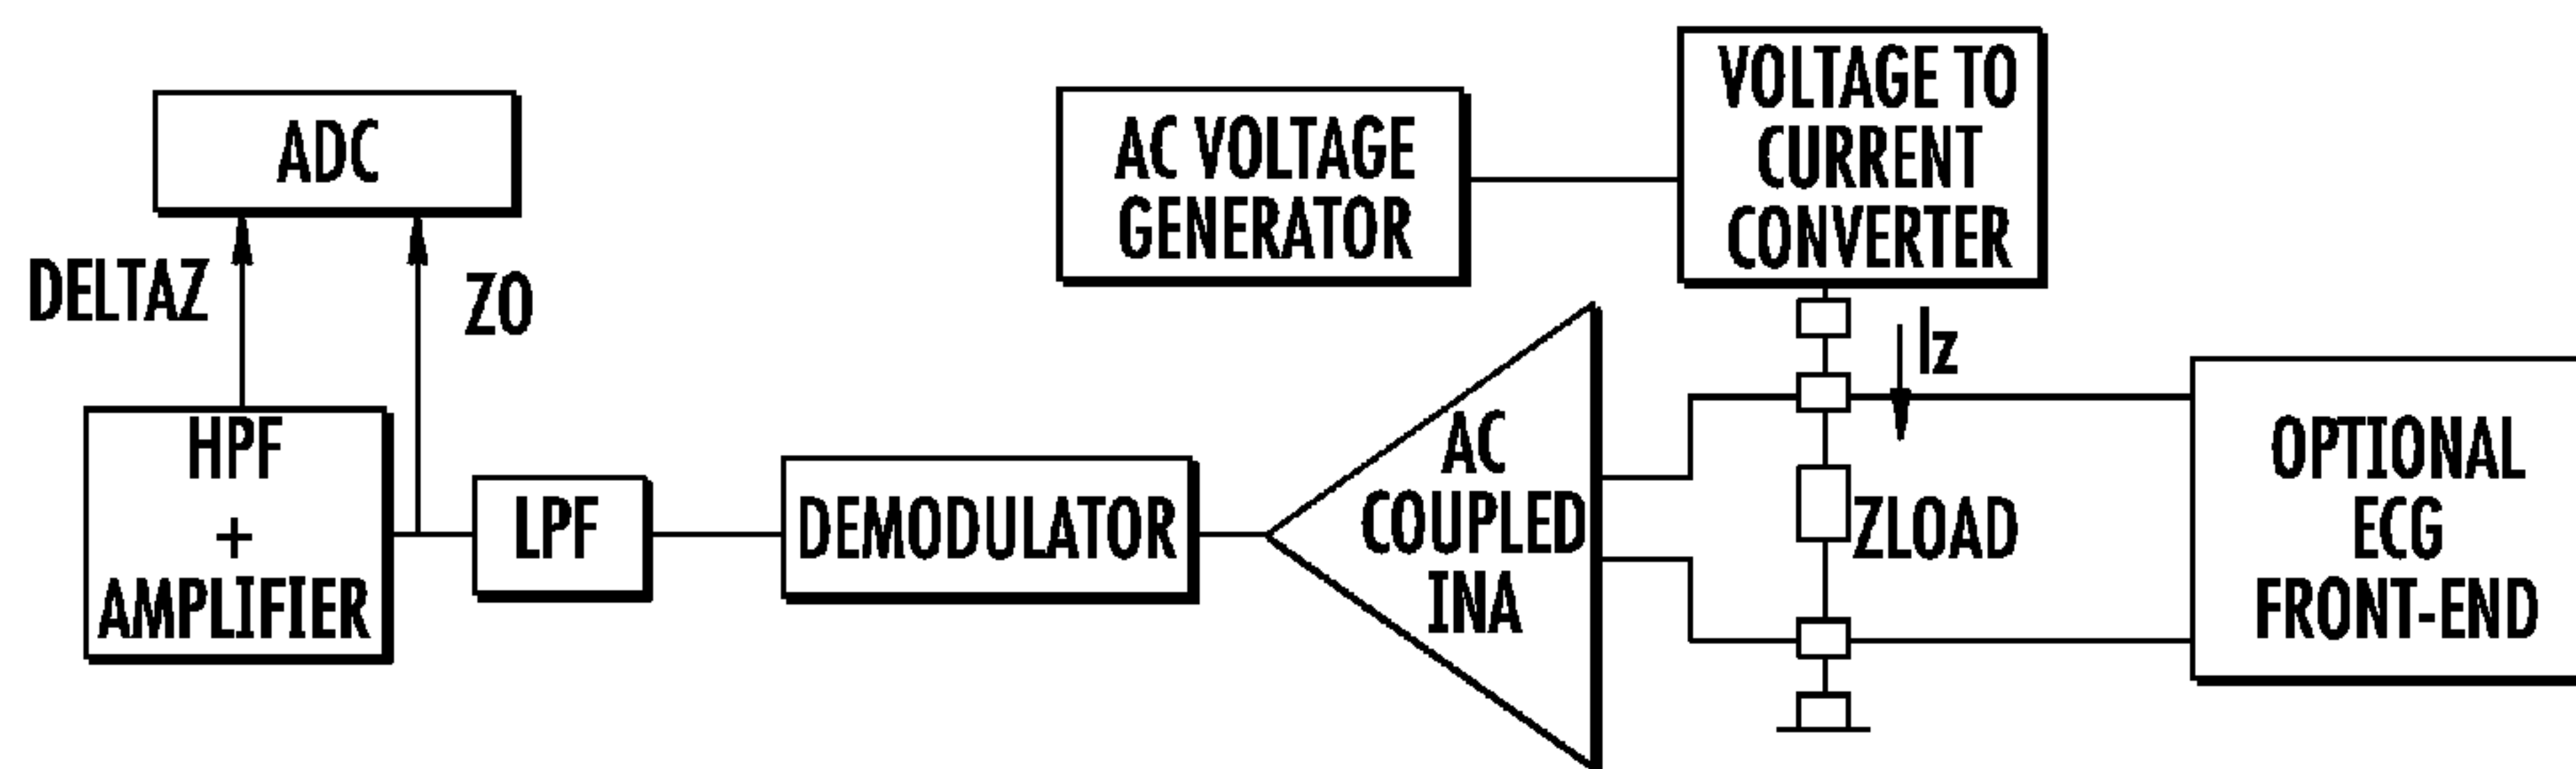 ADC
DELTAZ
ZO
HPF
+
AMPLIFIER
LPF
DEMODULATOR
AC
COUPLED
INA
AC VOLTAGE
GENERATOR
VOLTAGE TO
CURRENT
CONVERTER
Iz
ZLOAD
OPTIONAL
ECG
FRONT-END